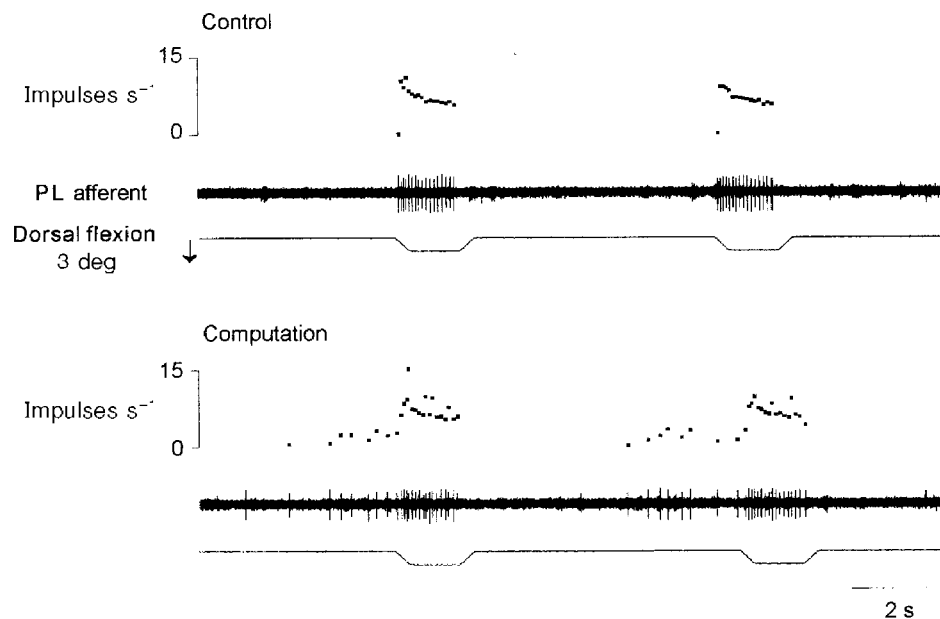 Control
15
Impulses s⁻¹
0
PL afferent
Dorsal flexion
3 deg
Computation
15
Impulses s⁻¹
0
2 s